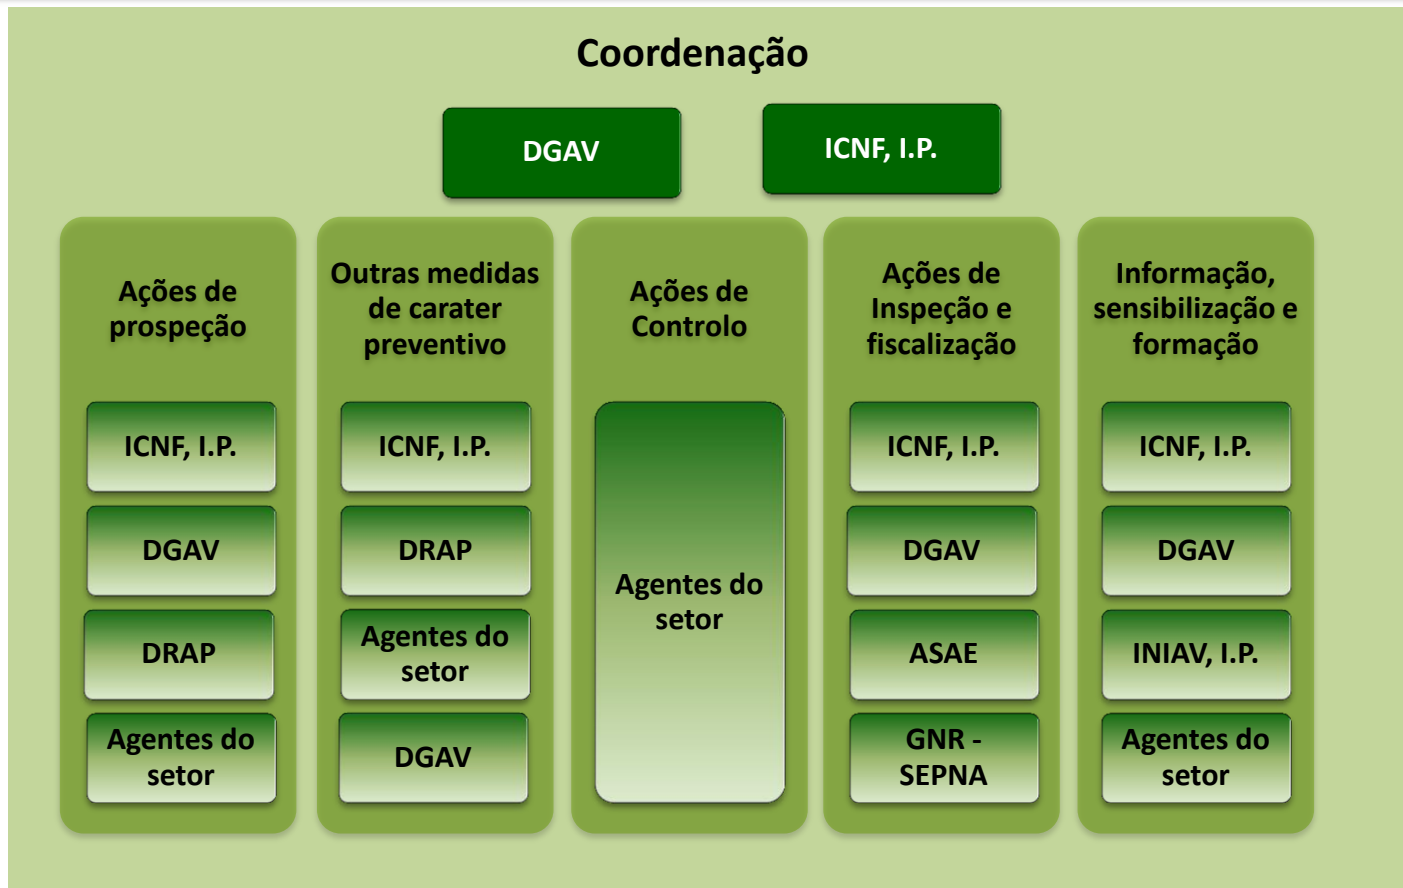 Coordenação
DGAV
ICNF, I.P.
Ações de
prospeção
ICNF, I.P.
DGAV
DRAP
Agentes do
setor
Outras medidas
de carater
preventivo
ICNF, I.P.
DRAP
Agentes do
setor
DGAV
Ações de
Controlo
Agentes do
setor
Ações de
Inspeção e
fiscalização
ICNF, I.P.
DGAV
ASAE
GNR -
SEPNA
Informação,
sensibilização e
formação
ICNF, I.P.
DGAV
INIAV, I.P.
Agentes do
setor